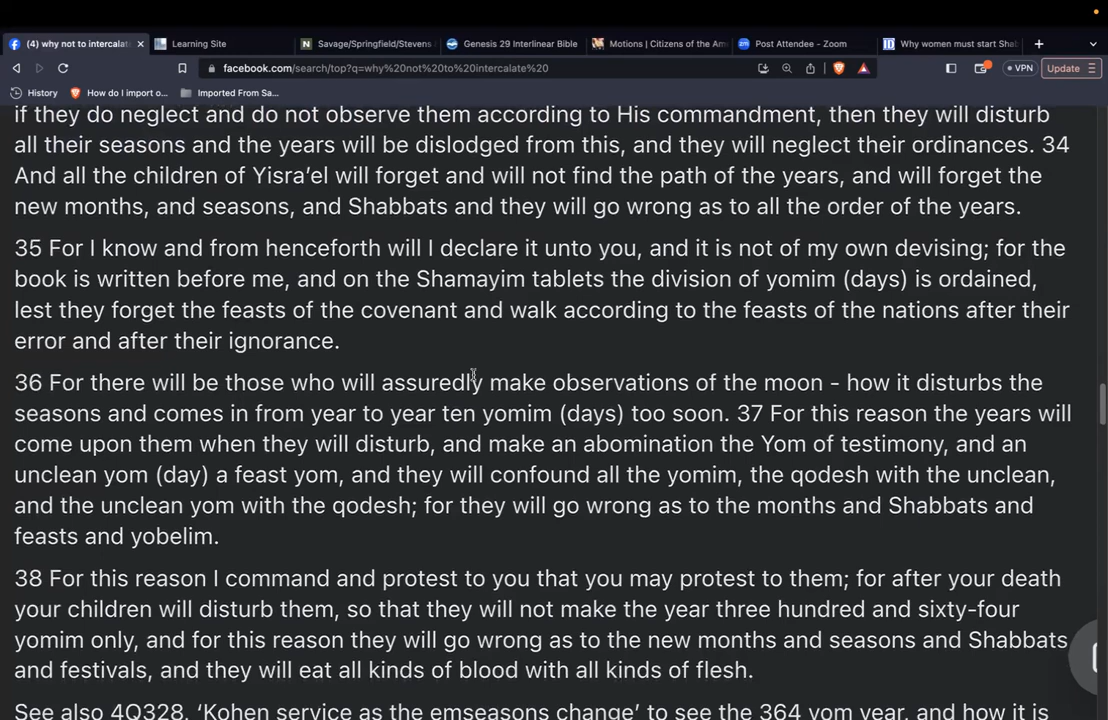 (4) why not to intercalat
Learning Site
Savage/Springfield/Stevens
Genesis 29 Interlinear Bible
Motions | Citizens of the Am
Post Attendee - Zoom
Why women must start Shab
facebook.com/search/top?q=why%20not%20to%20intercalate%20
VPN
Update
History
How do I import o...
Imported From Sa...
if they do neglect and do not observe them according to His commandment, then they will disturb
all their seasons and the years will be dislodged from this, and they will neglect their ordinances. 34
And all the children of Yisra'el will forget and will not find the path of the years, and will forget the
new months, and seasons, and Shabbats and they will go wrong as to all the order of the years.
35 For I know and from henceforth will I declare it unto you, and it is not of my own devising; for the
book is written before me, and on the Shamayim tablets the division of yomim (days) is ordained,
lest they forget the feasts of the covenant and walk according to the feasts of the nations after their
error and after their ignorance.
36 For there will be those who will assuredly make observations of the moon - how it disturbs the
seasons and comes in from year to year ten yomim (days) too soon. 37 For this reason the years will
come upon them when they will disturb, and make an abomination the Yom of testimony, and an
unclean yom (day) a feast yom, and they will confound all the yomim, the qodesh with the unclean,
and the unclean yom with the qodesh; for they will go wrong as to the months and Shabbats and
feasts and yobelim.
38 For this reason I command and protest to you that you may protest to them; for after your death
your children will disturb them, so that they will not make the year three hundred and sixty-four
yomim only, and for this reason they will go wrong as to the new months and seasons and Shabbats
and festivals, and they will eat all kinds of blood with all kinds of flesh.
See also 4Q328, 'Kohen service as the emseasons change' to see the 364 yom year, and how it is